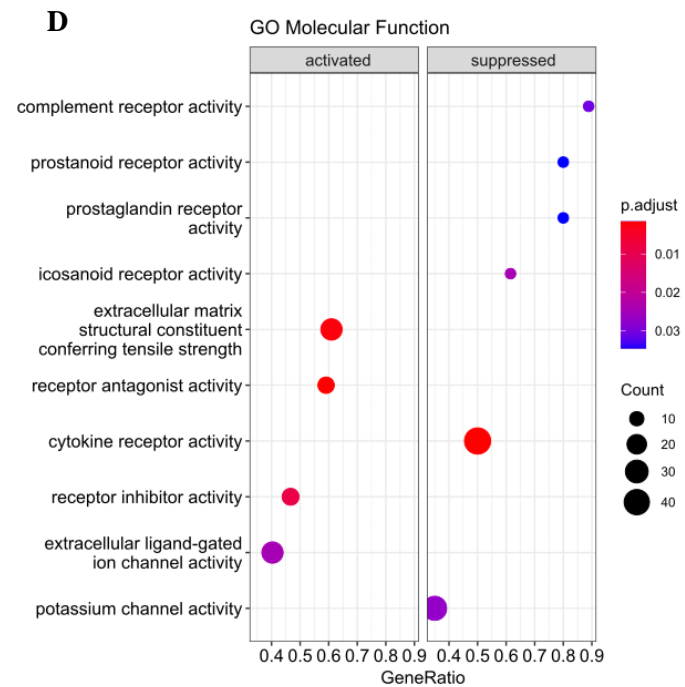 D
GO Molecular Function
activated
suppressed
complement receptor activity
prostanoid receptor activity
prostaglandin receptor
activity
icosanoid receptor activity
extracellular matrix
structural constituent
conferring tensile strength
receptor antagonist activity
cytokine receptor activity
receptor inhibitor activity
extracellular ligand-gated
ion channel activity
potassium channel activity
0.4 0.5 0.6 0.7 0.8 0.9
0.4 0.5 0.6 0.7 0.8 0.9
GeneRatio
p.adjust
0.01
0.02
0.03
Count
10
20
30
40